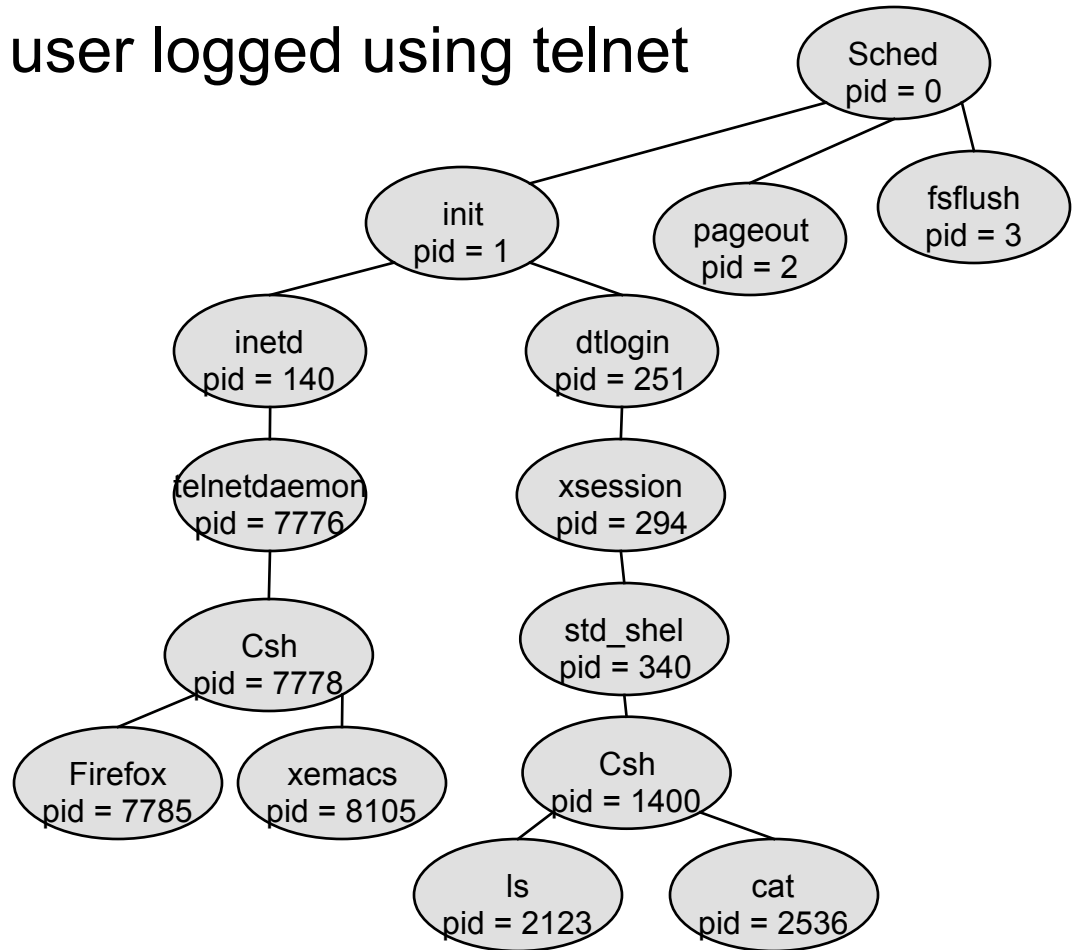 user logged using telnet
Sched
pid = 0
init
pid = 1
pageout
pid = 2
fsflush
pid = 3
inetd
pid = 140
dtlogin
pid = 251
telnetdaemon
pid = 7776
xsession
pid = 294
Csh
pid = 7778
std_shel
pid = 340
Firefox
pid = 7785
xemacs
pid = 8105
Csh
pid = 1400
ls
pid = 2123
cat
pid = 2536